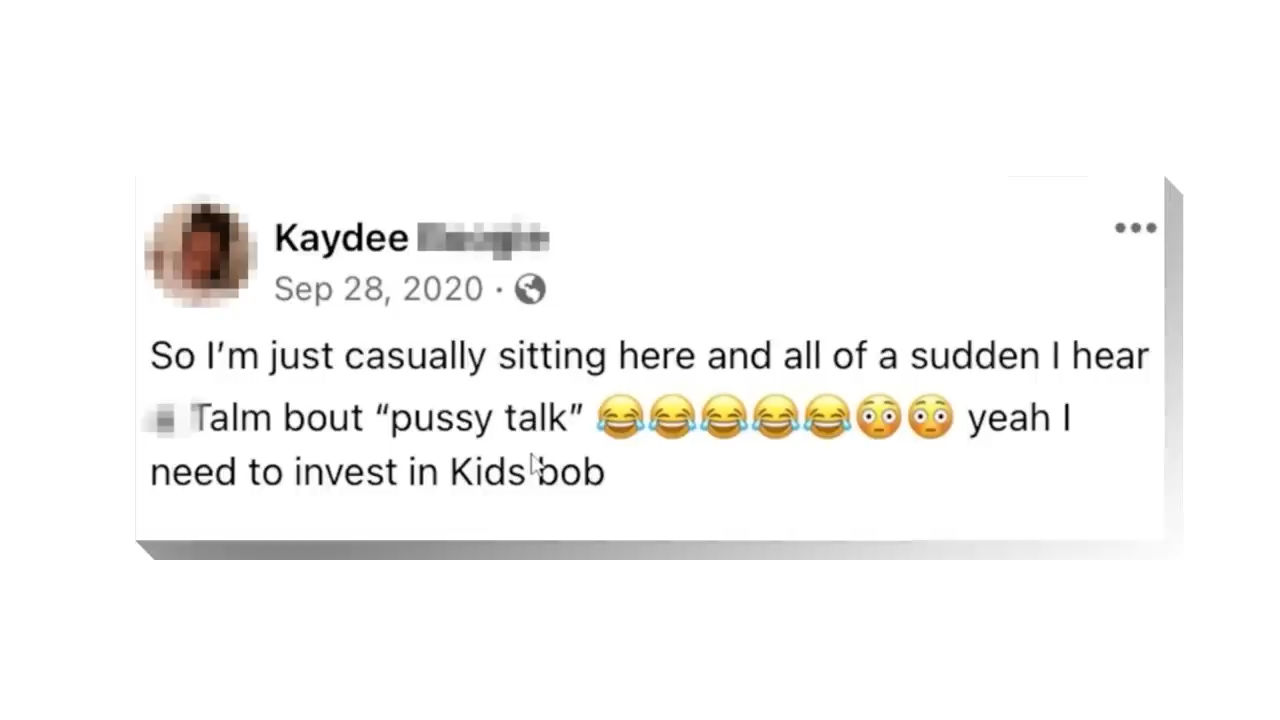 Kaydee
Sep 28, 2020 ·
So I'm just casually sitting here and all of a sudden I hear
Talm bout “pussy talk” 😂😂😂😂😂😳😳 yeah I
need to invest in Kids bob